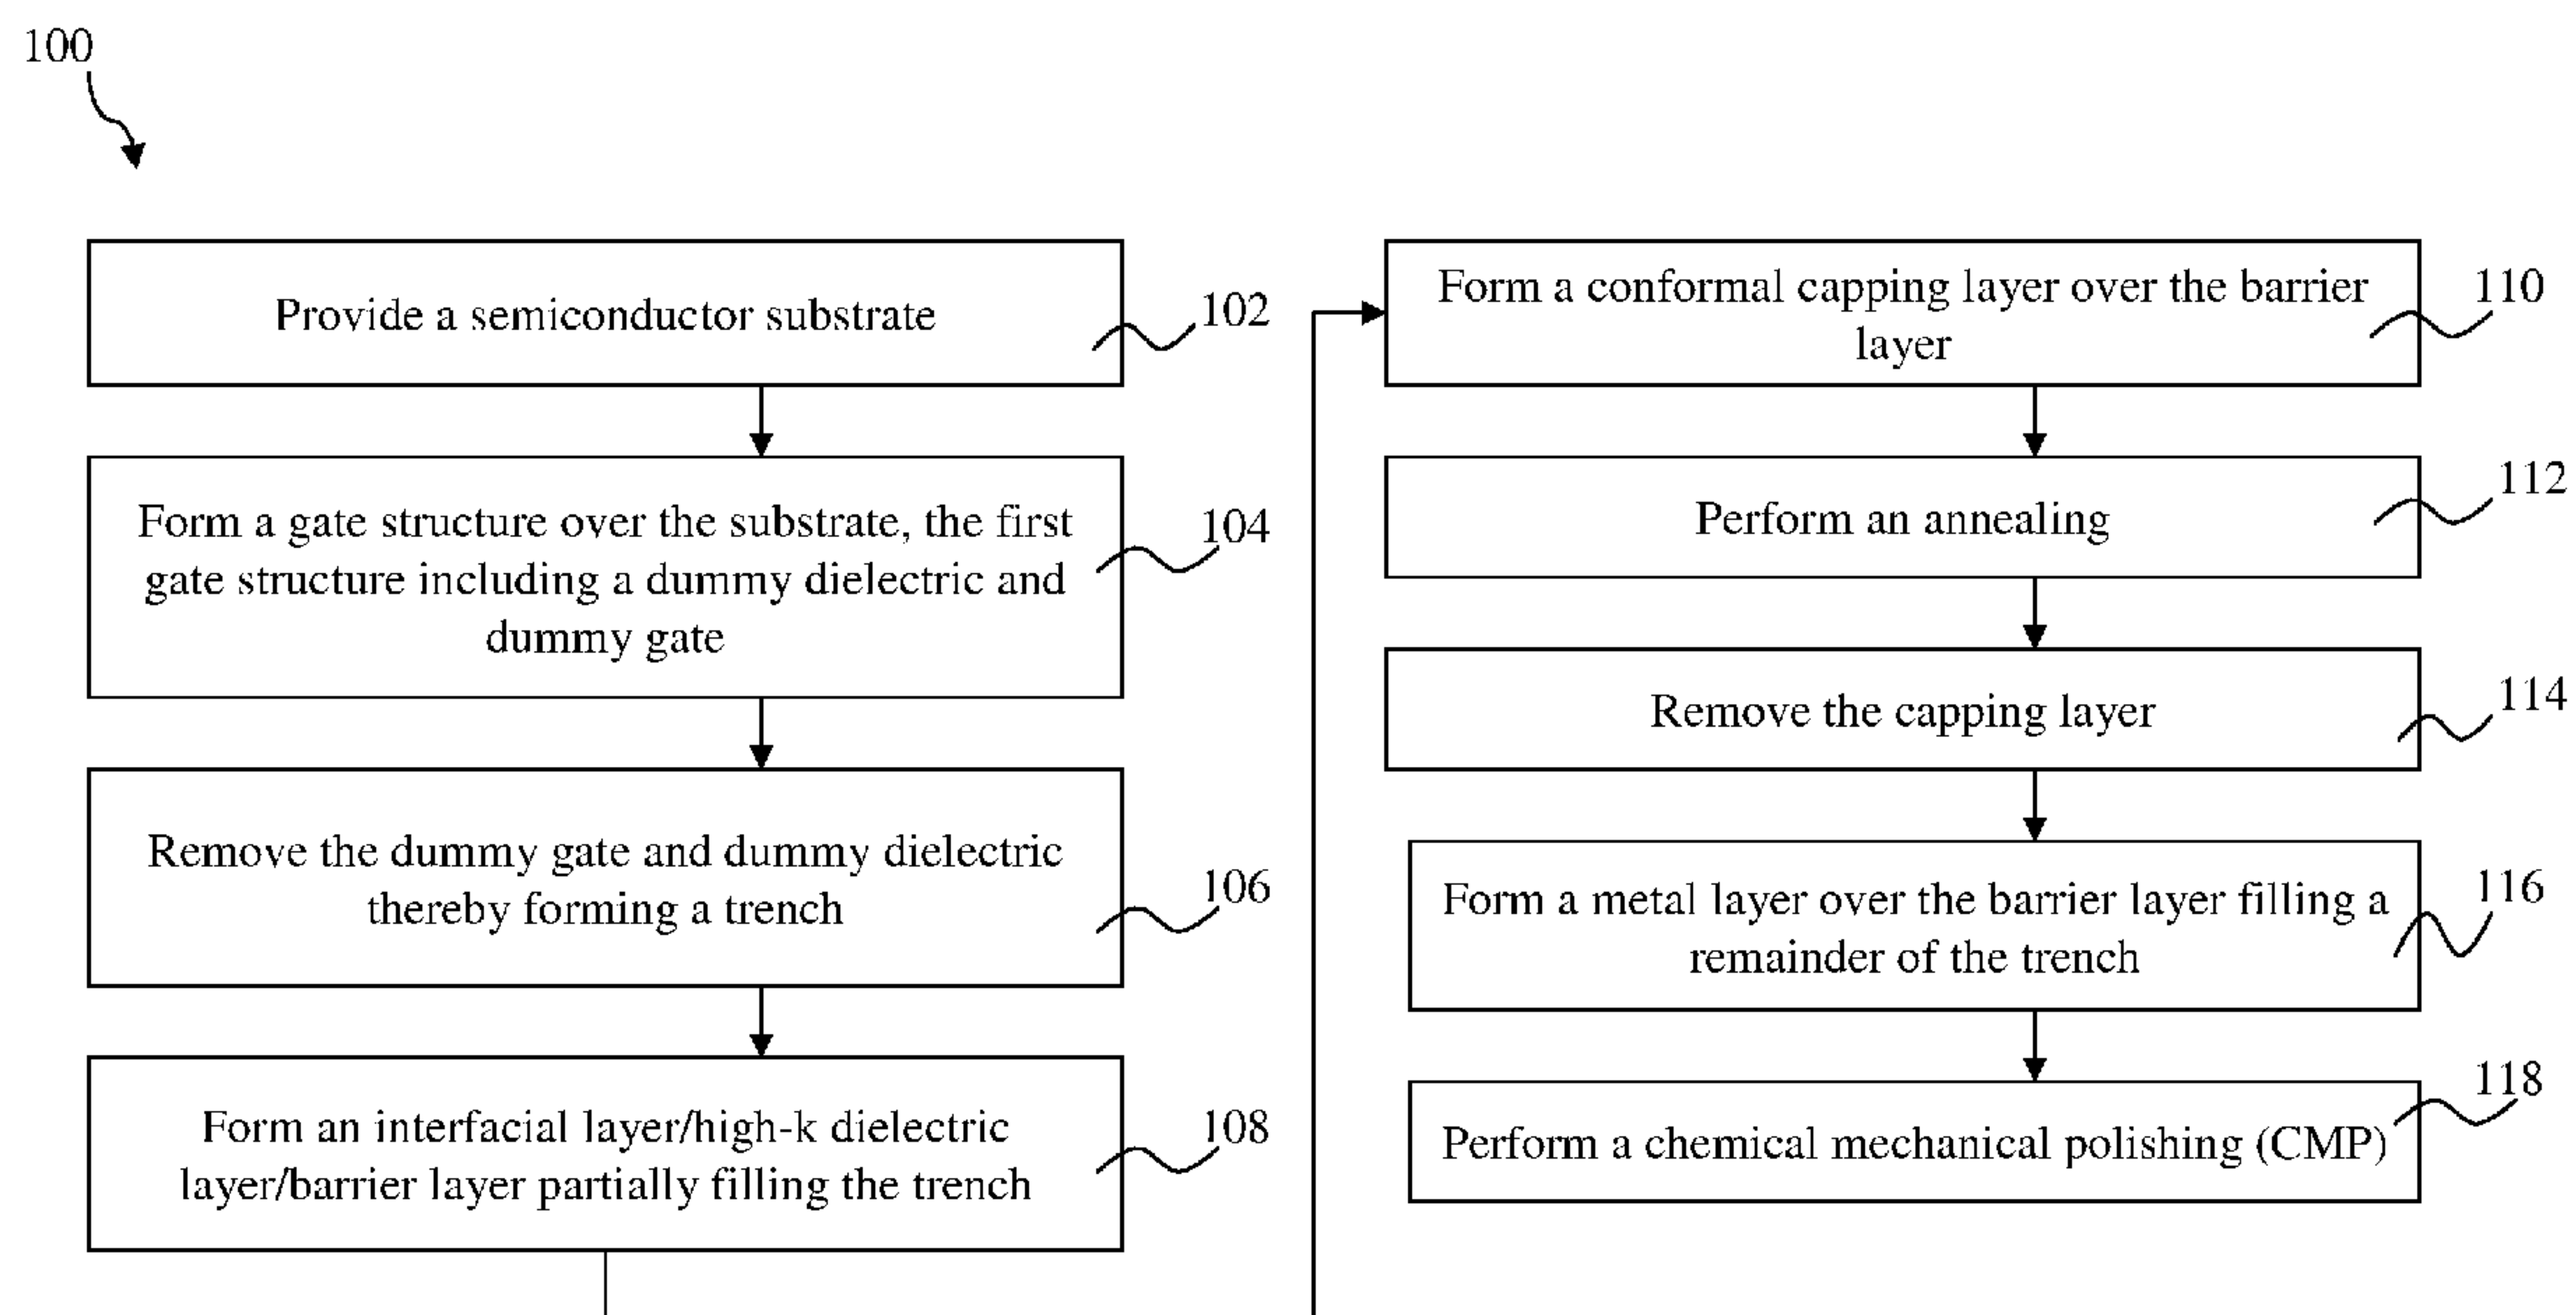 100
Provide a semiconductor substrate
102
Form a gate structure over the substrate, the first
gate structure including a dummy dielectric and
dummy gate
104
Remove the dummy gate and dummy dielectric
thereby forming a trench
106
Form an interfacial layer/high-k dielectric
layer/barrier layer partially filling the trench
108
Form a conformal capping layer over the barrier
layer
110
Perform an annealing
112
Remove the capping layer
114
Form a metal layer over the barrier layer filling a
remainder of the trench
116
Perform a chemical mechanical polishing (CMP)
118